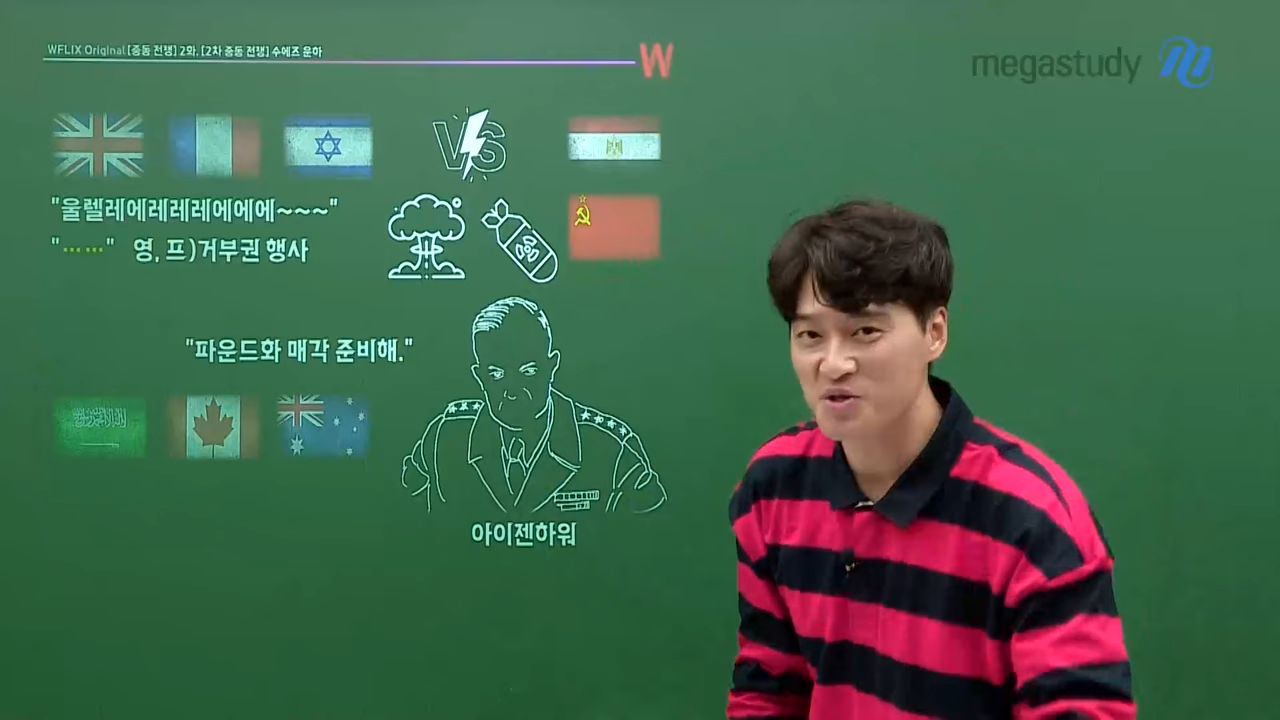 WFLIX Original [중동 전쟁] 2화. [2차 중동 전쟁] 수에즈 운하
W
megastudy
VS
"울렐레에레레레에에에~~~"
"⋯⋯" 영, 프)거부권 행사
"파운드화 매각 준비해."
아이젠하워